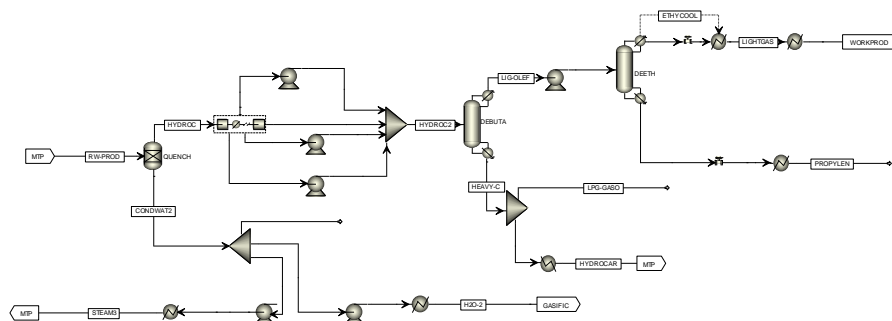 ETHYCOOL
LIGHTGAS
WORKPROD
LIG-OLEF
DEETH
HYDROC
HYDROC2
DEBUTA
MTP
RW-PROD
QUENCH
PROPYLEN
HEAVY-C
LPG-GASO
CONDWAT2
HYDROCAR
MTP
MTP
STEAM3
H2O-2
GASIFIC